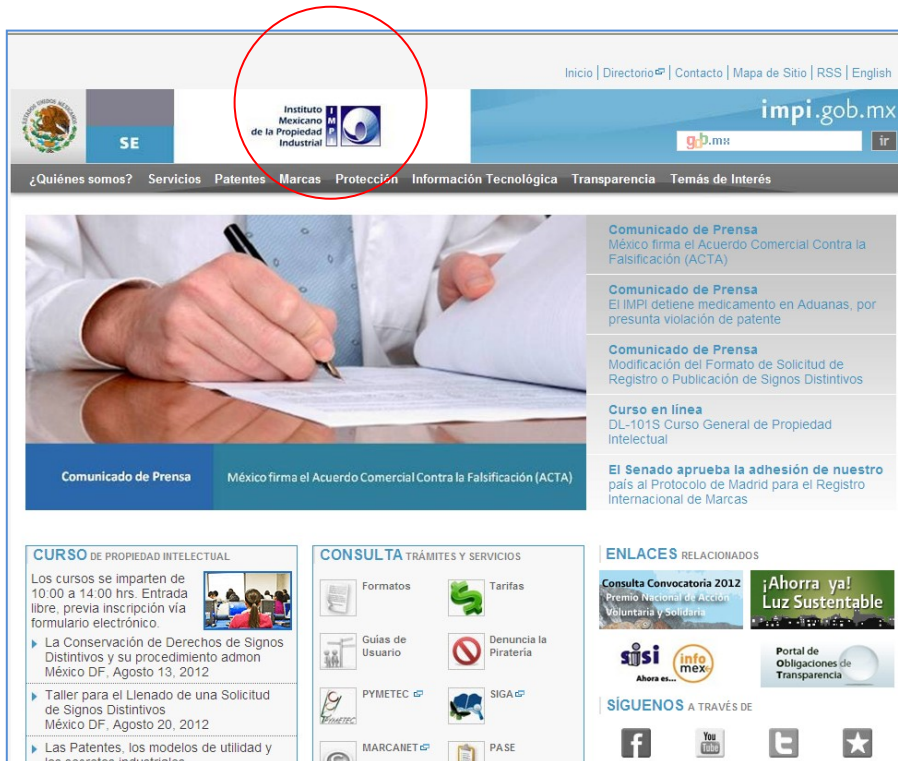 Inicio | Directorio | Contacto | Mapa de Sitio | RSS | English
ESTADOS UNIDOS MEXICANOS
SE
Instituto
Mexicano
de la Propiedad
Industrial
I
M
P
I
impi.gob.mx
gob.mx
ir
¿Quiénes somos? Servicios Patentes Marcas Protección Información Tecnológica Transparencia Temás de Interés
Comunicado de Prensa
México firma el Acuerdo Comercial Contra la
Falsificación (ACTA)
Comunicado de Prensa
El IMPI detiene medicamento en Aduanas, por
presunta violación de patente
Comunicado de Prensa
Modificación del Formato de Solicitud de
Registro o Publicación de Signos Distintivos
Curso en línea
DL-101S Curso General de Propiedad
Intelectual
El Senado aprueba la adhesión de nuestro
país al Protocolo de Madrid para el Registro
Internacional de Marcas
Comunicado de Prensa México firma el Acuerdo Comercial Contra la Falsificación (ACTA)
CURSO DE PROPIEDAD INTELECTUAL
Los cursos se imparten de
10:00 a 14:00 hrs. Entrada
libre, previa inscripción vía
formulario electrónico.
La Conservación de Derechos de Signos
Distintivos y su procedimiento admon
México DF, Agosto 13, 2012
Taller para el Llenado de una Solicitud
de Signos Distintivos
México DF, Agosto 20, 2012
Las Patentes, los modelos de utilidad y
los secretos industriales
CONSULTA TRÁMITES Y SERVICIOS
Formatos
Tarifas
Guías de
Usuario
Denuncia la
Piratería
PYMETEC
PYMETEC
SIGA
MARCANET
PASE
ENLACES RELACIONADOS
Consulta Convocatoria 2012
Premio Nacional de Acción
Voluntaria y Solidaria
¡Ahorra ya!
Luz Sustentable
sisi
Ahora es...
info
mex
Portal de
Obligaciones de
Transparencia
SÍGUENOS A TRAVÉS DE
f
You
Tube
t